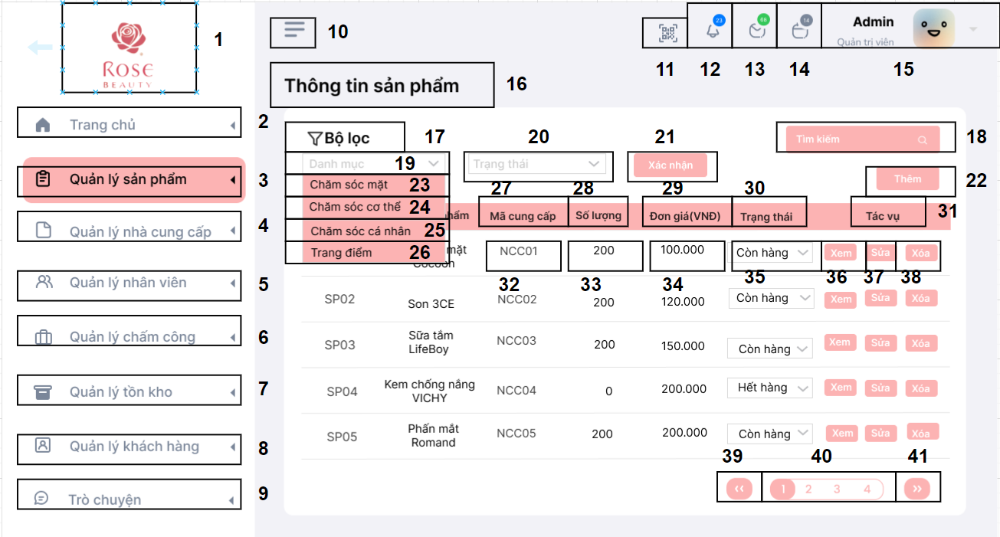 ROSE
BEAUTY
1
10
11
23
12
68
13
14
14
Admin
Quản trị viên
15
Thông tin sản phẩm
16
Trang chủ
2
Quản lý sản phẩm
3
Quản lý nhà cung cấp
4
Quản lý nhân viên
5
Quản lý chấm công
6
Quản lý tồn kho
7
Quản lý khách hàng
8
Trò chuyện
9
Bộ lọc
17
20
21
Tìm kiếm
18
Danh mục
19
Trạng thái
Xác nhận
Thêm
22
Chăm sóc mặt
23
27
28
29
30
Chăm sóc cơ thể
24
Mã cung cấp
Số lượng
Đơn giá(VNĐ)
Trạng thái
Tác vụ
31
Chăm sóc cá nhân
25
Trang điểm
26
mặt
Cocoon
NCC01
200
100.000
Còn hàng
Xem
Sửa
Xóa
32
33
34
35
36
37
38
SP02
Son 3CE
NCC02
200
120.000
Còn hàng
Xem
Sửa
Xóa
SP03
Sữa tắm
LifeBoy
NCC03
200
150.000
Còn hàng
Xem
Sửa
Xóa
SP04
Kem chống nắng
VICHY
NCC04
0
200.000
Hết hàng
Xem
Sửa
Xóa
SP05
Phấn mắt
Romand
NCC05
200
200.000
Còn hàng
Xem
Sửa
Xóa
39
40
41
‹‹
1
2
3
4
››